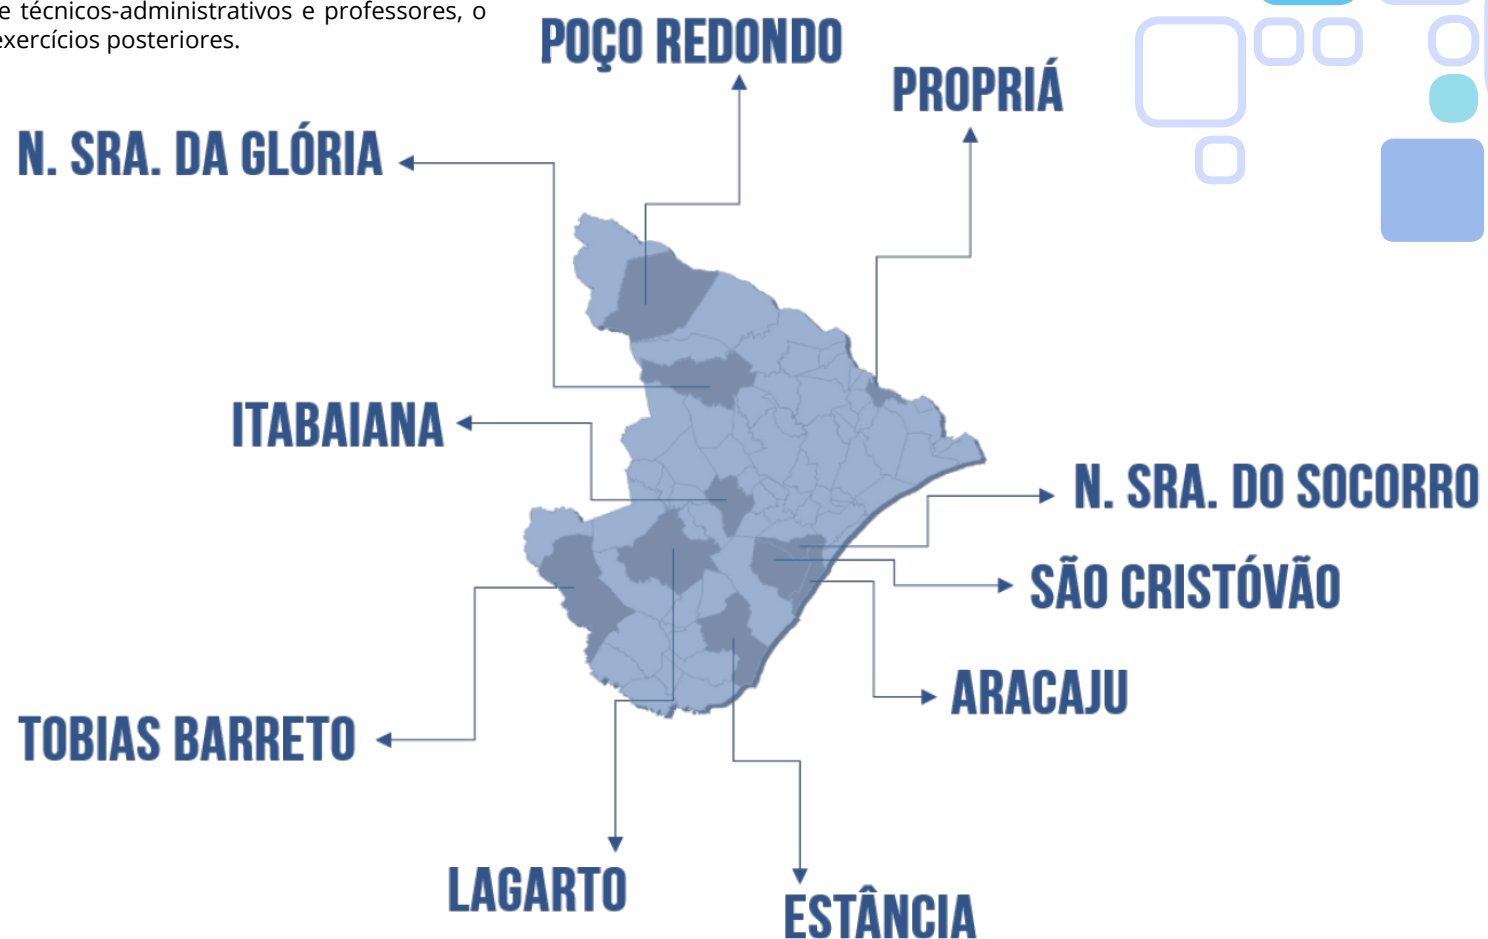 e técnicos-administrativos e professores, o
exercícios posteriores.
POÇO REDONDO
PROPRIÁ
N. SRA. DA GLÓRIA
ITABAIANA
N. SRA. DO SOCORRO
SÃO CRISTÓVÃO
ARACAJU
TOBIAS BARRETO
LAGARTO
ESTÂNCIA